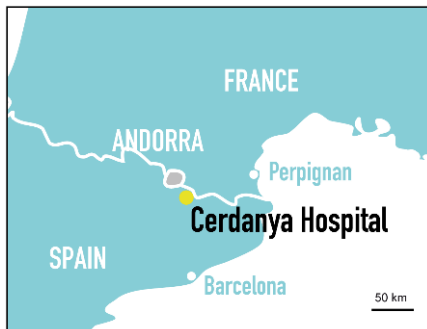 FRANCE
ANDORRA
Perpignan
Cerdanya Hospital
SPAIN
Barcelona
50 km